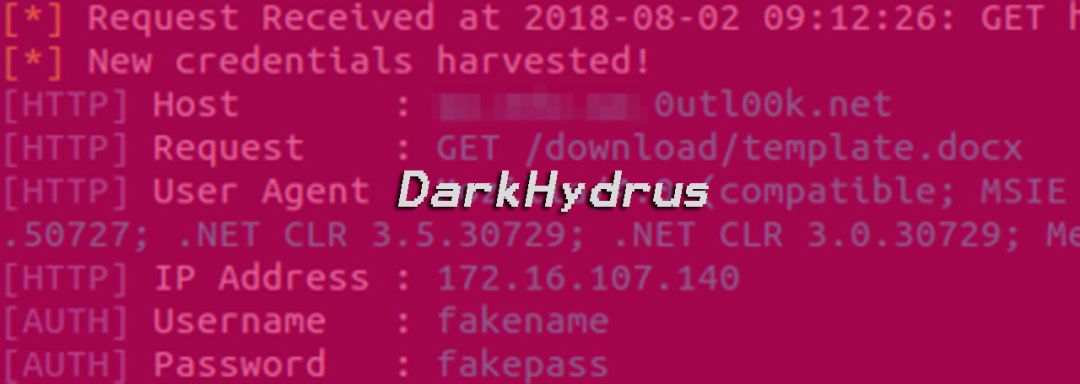 [*] Request Received at 2018-08-02 09:12:26: GET h
[*] New credentials harvested!
[HTTP] Host : 0utl00k.net
[HTTP] Request : GET /download/template.docx
[HTTP] User Agent : (compatible; MSIE
DarkHydrus
.50727; .NET CLR 3.5.30729; .NET CLR 3.0.30729; Me
[HTTP] IP Address : 172.16.107.140
[AUTH] Username : fakename
[AUTH] Password : fakepass